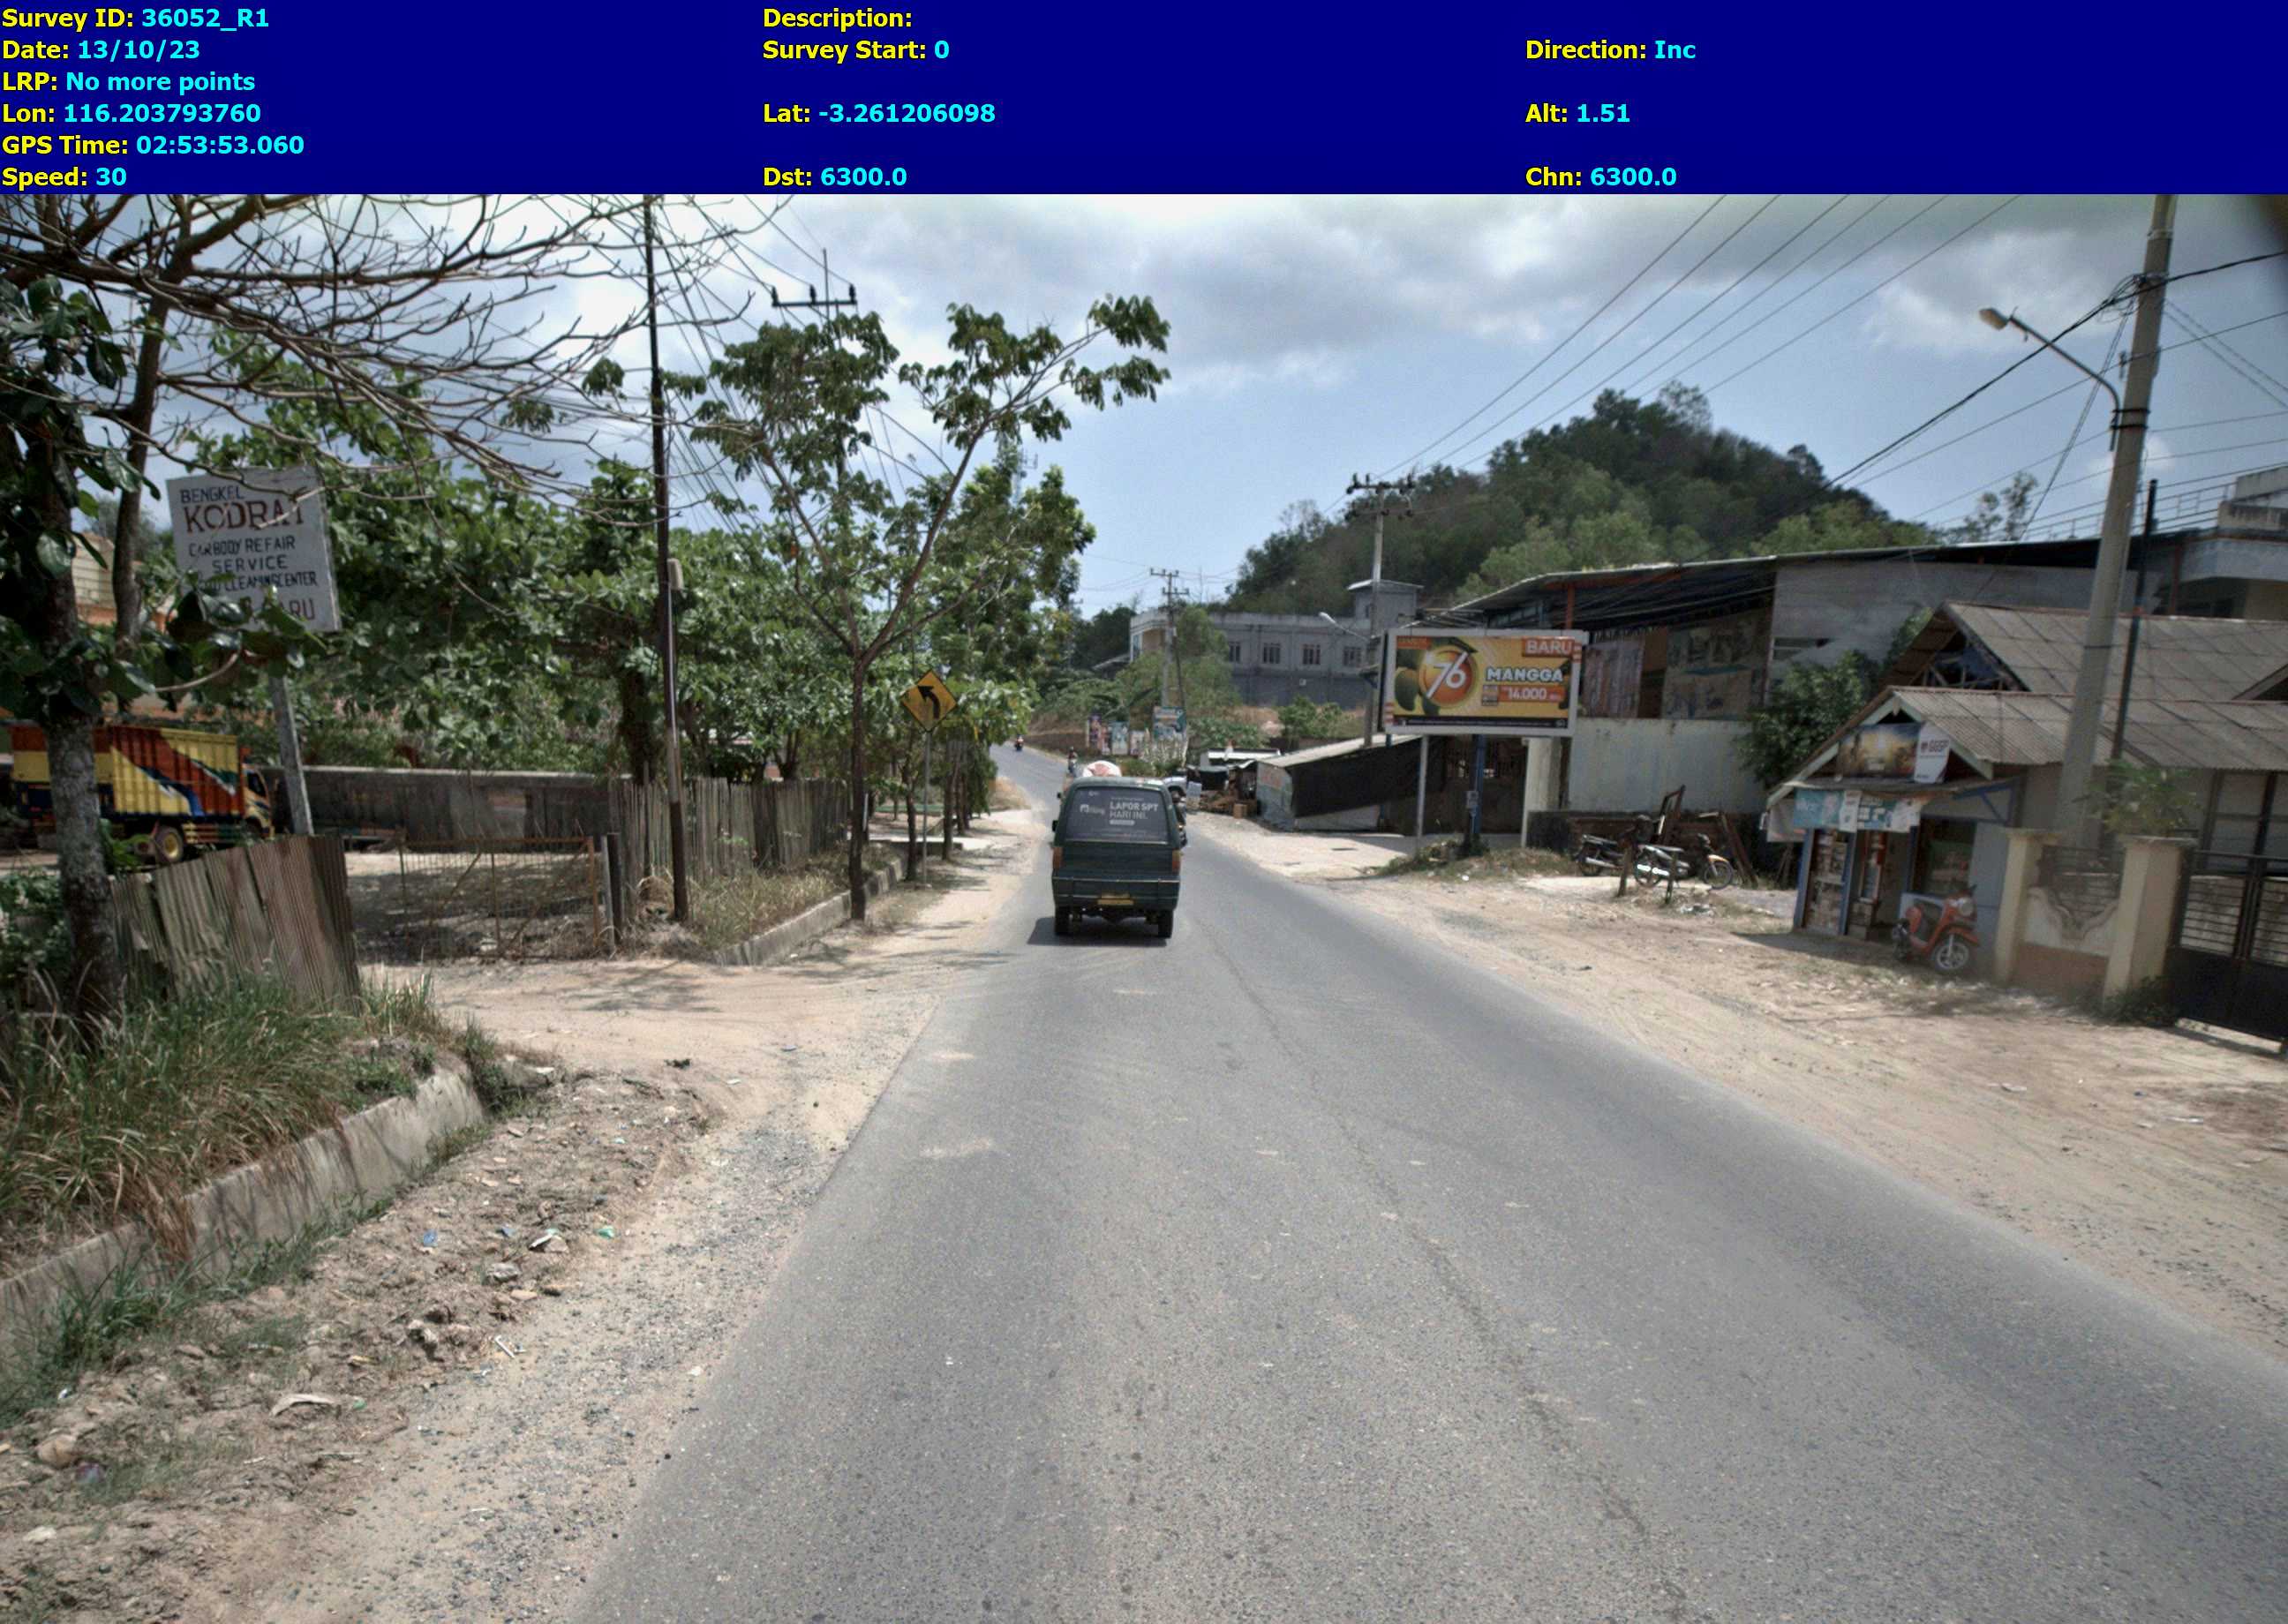 Survey ID: 36052_R1
Description:
Date: 13/10/23
Survey Start: 0
Direction: Inc
LRP: No more points
Lon: 116.203793760
Lat: -3.261206098
Alt: 1.51
GPS Time: 02:53:53.060
Speed: 30
Dst: 6300.0
Chn: 6300.0
BENGKEL
KODRAT
CARBODY REFAIR
SERVICE
BARU
76
MANGGA
14.000
LAPOR SPT
HARI INI.